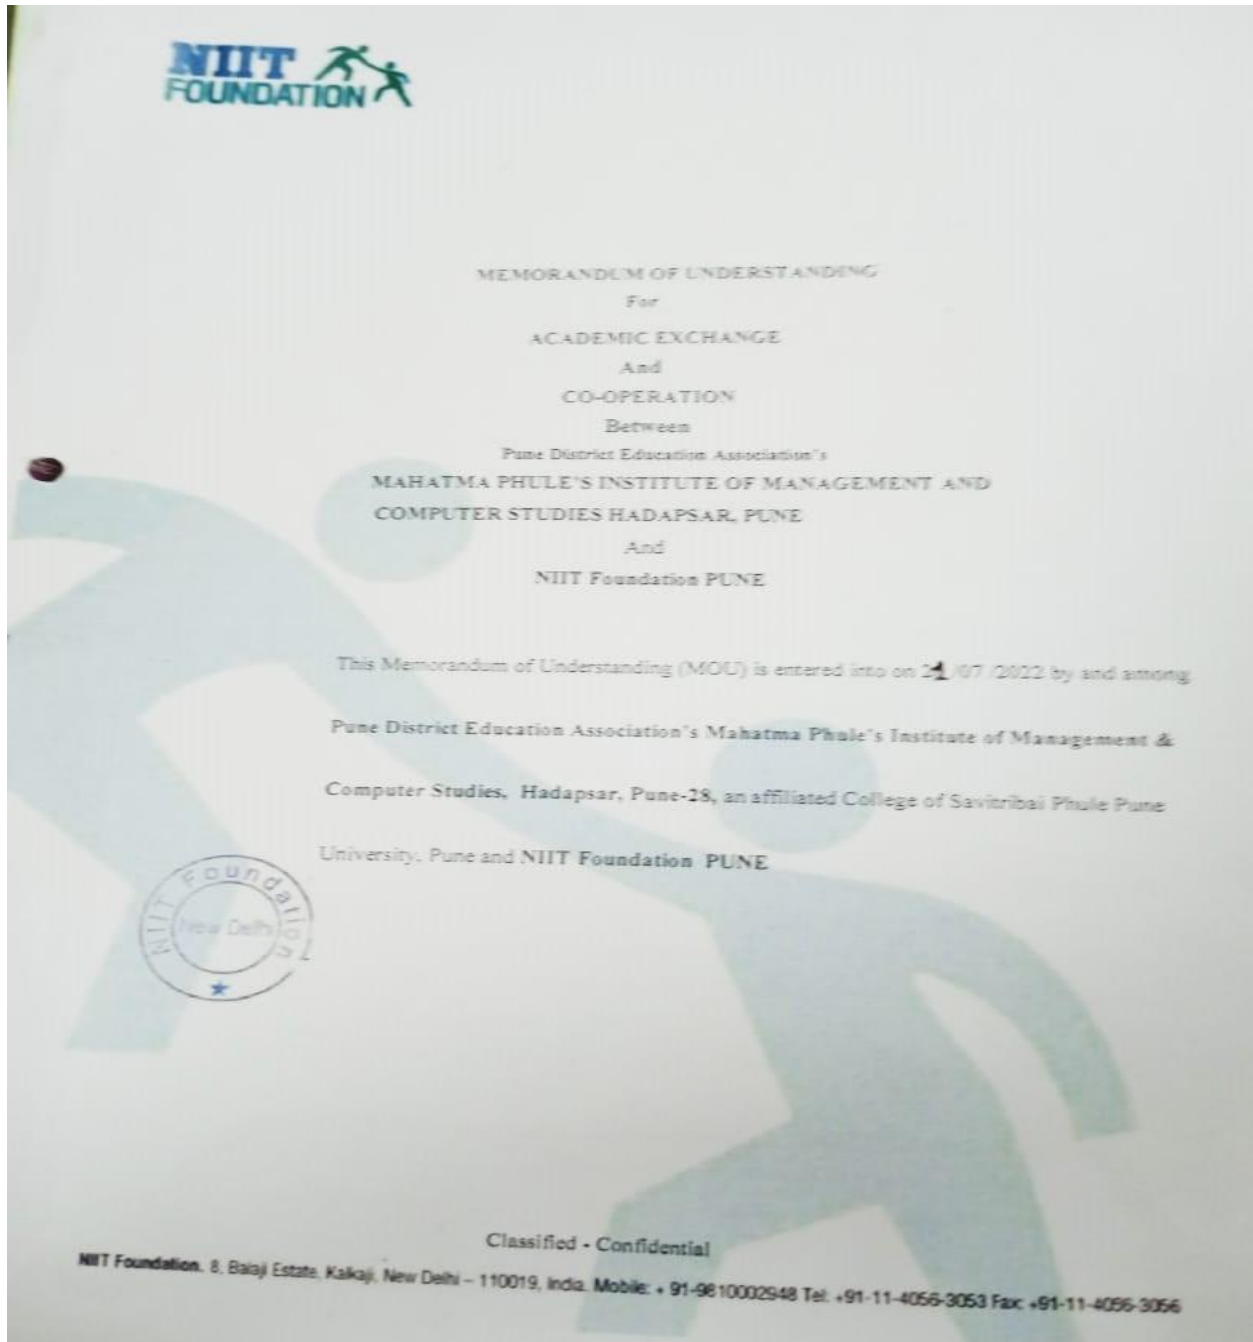 NIIT
FOUNDATION
MEMORANDUM OF UNDERSTANDING
For
ACADEMIC EXCHANGE
And
CO-OPERATION
Between
Pune District Education Association's
MAHATMA PHULE'S INSTITUTE OF MANAGEMENT AND
COMPUTER STUDIES HADAPSAR, PUNE
And
NIIT Foundation PUNE
This Memorandum of Understanding (MOU) is entered into on 21/07/2022 by and among
Pune District Education Association's Mahatma Phule's Institute of Management &
Computer Studies, Hadapsar, Pune-28, an affiliated College of Savitribai Phule Pune
University, Pune and NIIT Foundation PUNE
NIIT Foundation
New Delhi
Classified - Confidential
NIIT Foundation, 8, Balaji Estate, Kalkaji, New Delhi – 110019, India. Mobile: + 91-9810002948 Tel: +91-11-4056-3053 Fax: +91-11-4056-3056